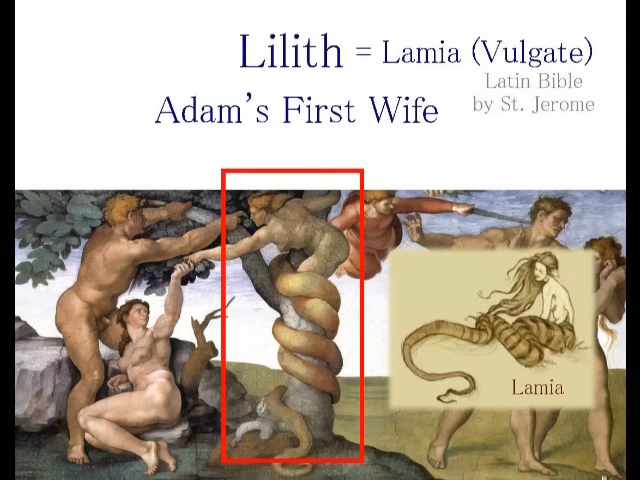 Lilith = Lamia (Vulgate)
Latin Bible
Adam's First Wife
by St. Jerome
Lamia